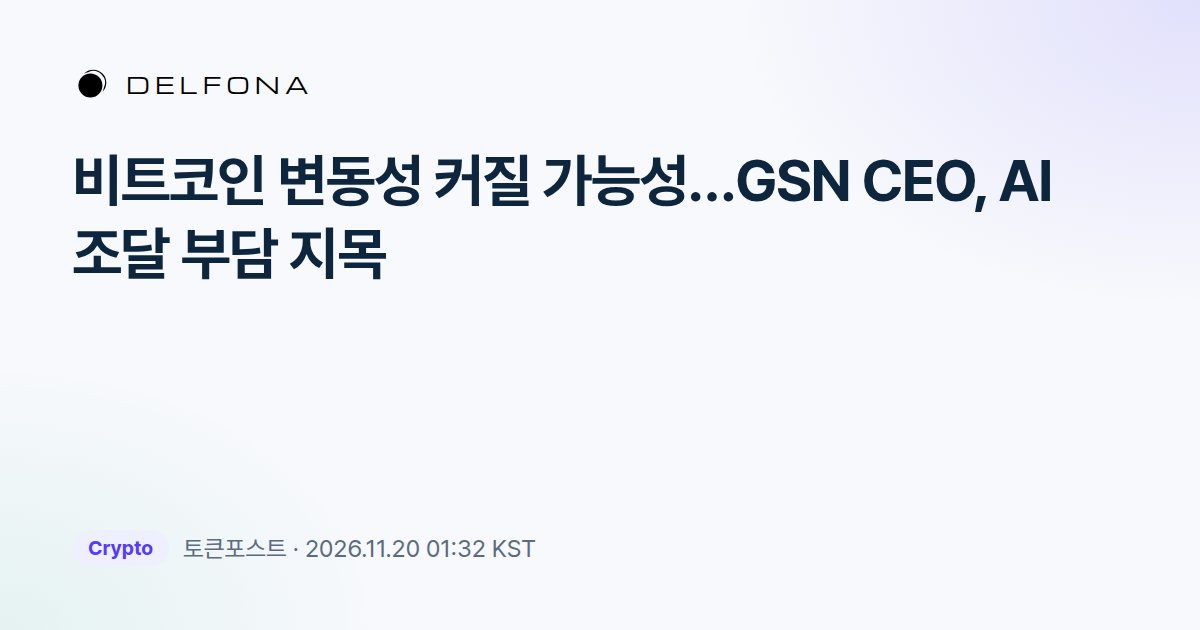 DELFONA
비트코인 변동성 커질 가능성...GSN CEO, AI
조달 부담 지목
Crypto 토큰포스트 · 2026.11.20 01:32 KST